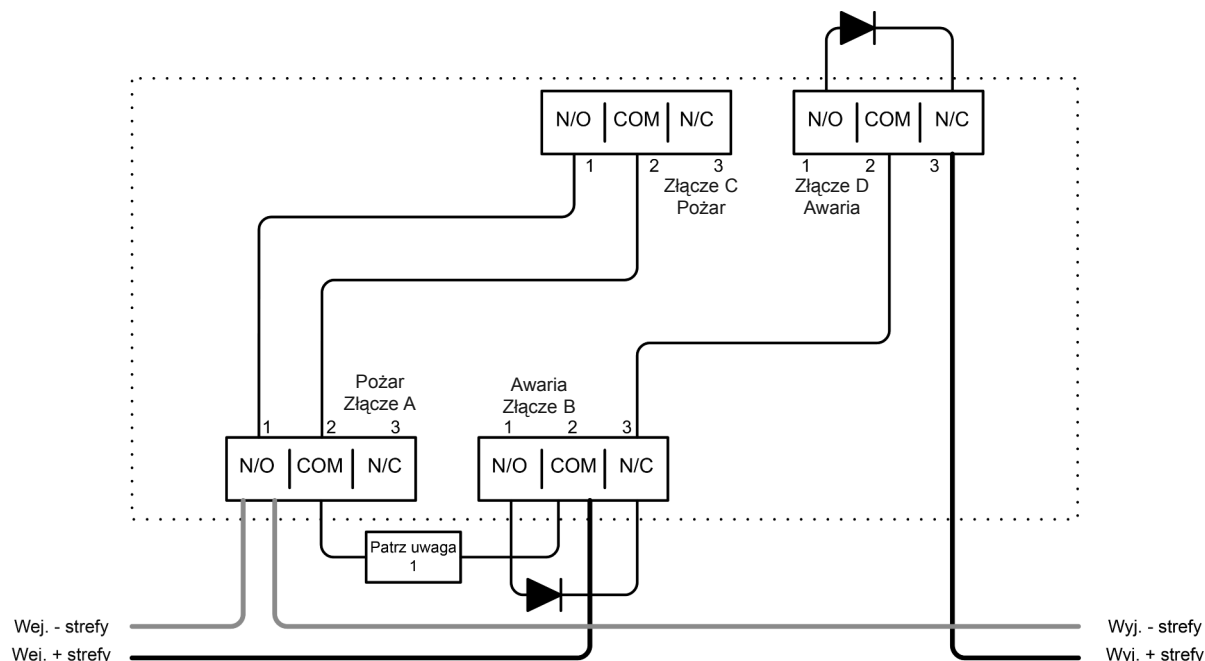 N/O COM N/C
1 2 3
Złącze C
Pożar
N/O COM N/C
1 2 3
Złącze D
Awaria
Pożar
Złącze A
1 2 3
N/O COM N/C
Awaria
Złącze B
1 2 3
N/O COM N/C
Patrz uwaga
1
Wej. - strefy
Wej. + strefy
Wyj. - strefy
Wyj. + strefy